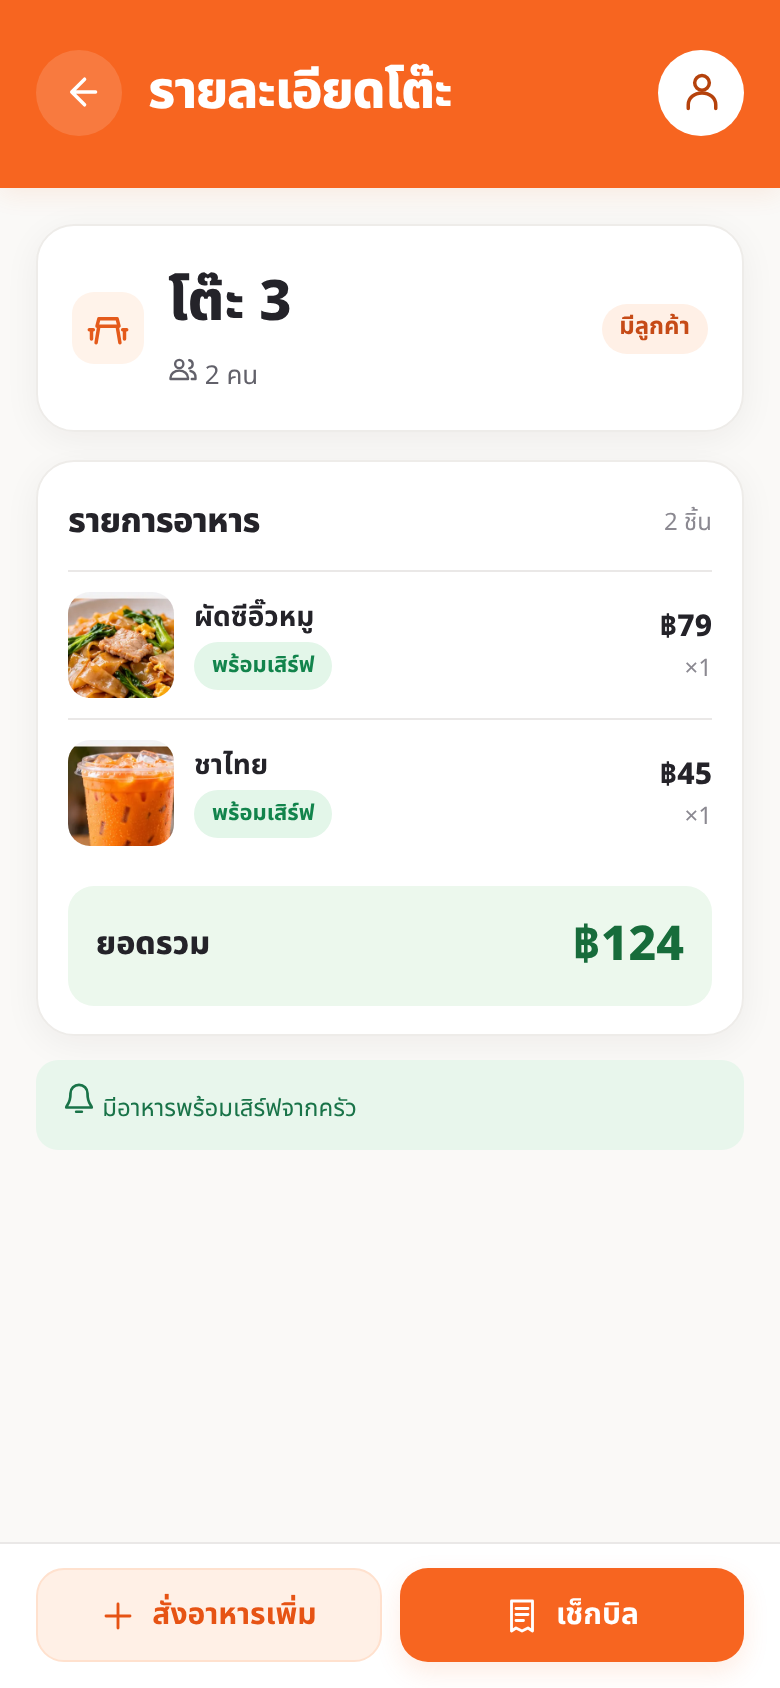 รายละเอียดโต๊ะ
โต๊ะ 3
2 คน
มีลูกค้า
รายการอาหาร
2 ชิ้น
ผัดซีอิ๊วหมู
฿79
พร้อมเสิร์ฟ
×1
ชาไทย
฿45
พร้อมเสิร์ฟ
×1
ยอดรวม
฿124
มีอาหารพร้อมเสิร์ฟจากครัว
สั่งอาหารเพิ่ม
เช็กบิล